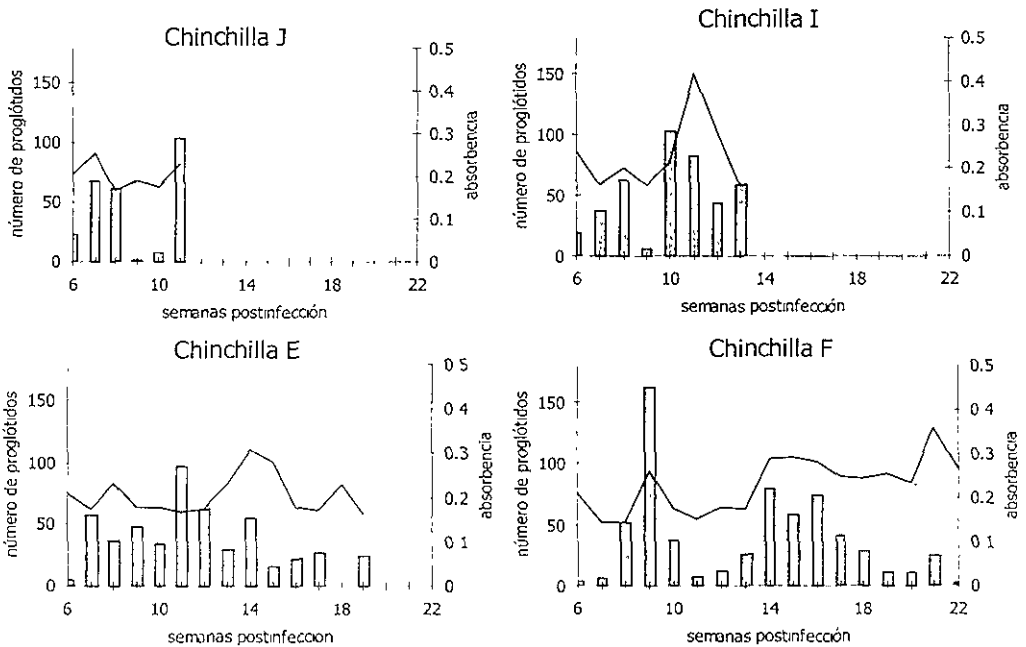 Chinchilla J
número de proglótidos
150
100
50
0
0.5
0.4
0.3
0.2
0.1
0
absorbencia
6 10 14 18 22
semanas postinfección
Chinchilla I
número de proglótidos
150
100
50
0
0.5
0.4
0.3
0.2
0.1
0
absorbencia
6 10 14 18 22
semanas postinfección
Chinchilla E
número de proglótidos
150
100
50
0
0 5
0 4
0.3
0.2
0 1
0
absorbencia
6 10 14 18 22
semanas postinfeccion
Chinchilla F
número de proglótidos
150
100
50
0
0 5
0 4
0.3
0.2
0 1
0
absorbencia
6 10 14 18 22
semanas postinfección